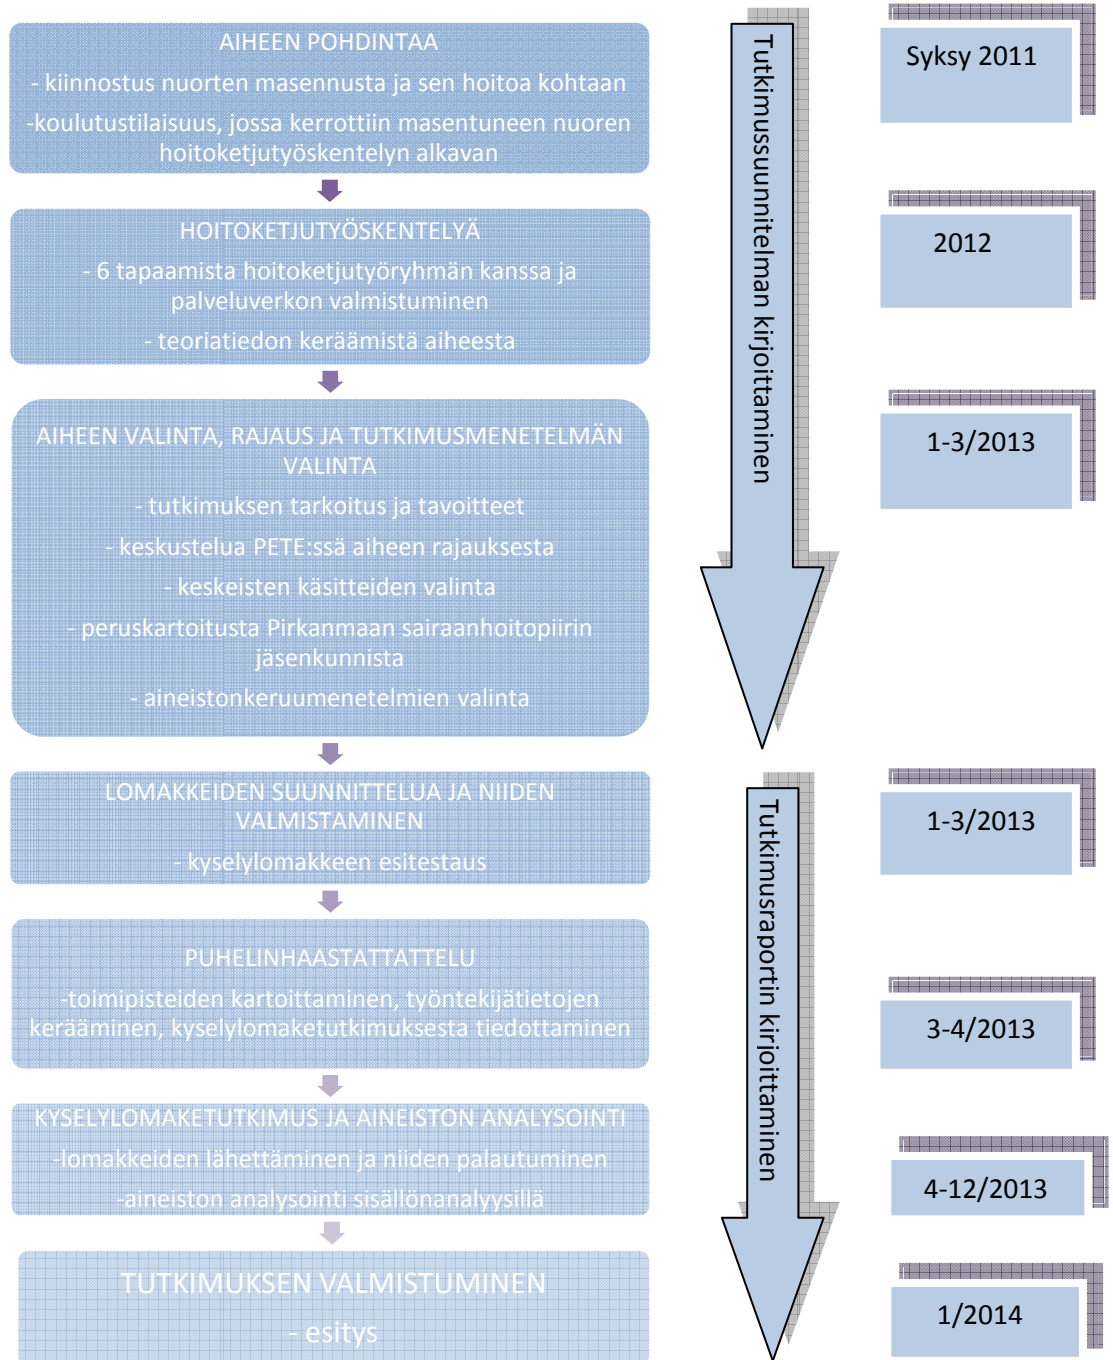 AIHEEN POHDINTAA
- kiinnostus nuorten masennusta ja sen hoitoa kohtaan
-koulutustilaisuus, jossa kerrottiin masentuneen nuoren
hoitoketjutyöskentelyn alkavan
HOITOKETJUTYÖSKENTELYÄ
- 6 tapaamista hoitoketjutyöryhmän kanssa ja
palveluverkon valmistuminen
- teoriatiedon keräämistä aiheesta
AIHEEN VALINTA, RAJAUS JA TUTKIMUSMENETELMÄN
VALINTA
- tutkimuksen tarkoitus ja tavoitteet
- keskustelua PETE:ssä aiheen rajauksesta
- keskeisten käsitteiden valinta
- peruskartoitusta Pirkanmaan sairaanhoitopiirin
jäsenkunnista
- aineistonkeruumenetelmien valinta
LOMAKKEIDEN SUUNNITTELUA JA NIIDEN
VALMISTAMINEN
- kyselylomakkeen esitestaus
PUHELINHAASTATTATTELU
-toimipisteiden kartoittaminen, työntekijätietojen
kerääminen, kyselylomaketutkimuksesta tiedottaminen
KYSELYLOMAKETUTKIMUS JA AINEISTON ANALYSOINTI
-lomakkeiden lähettäminen ja niiden palautuminen
-aineiston analysointi sisällönanalyysillä
TUTKIMUKSEN VALMISTUMINEN
- esitys
Tutkimussuunnitelman kirjoittaminen
Tutkimusraportin kirjoittaminen
Syksy 2011
2012
1-3/2013
1-3/2013
3-4/2013
4-12/2013
1/2014